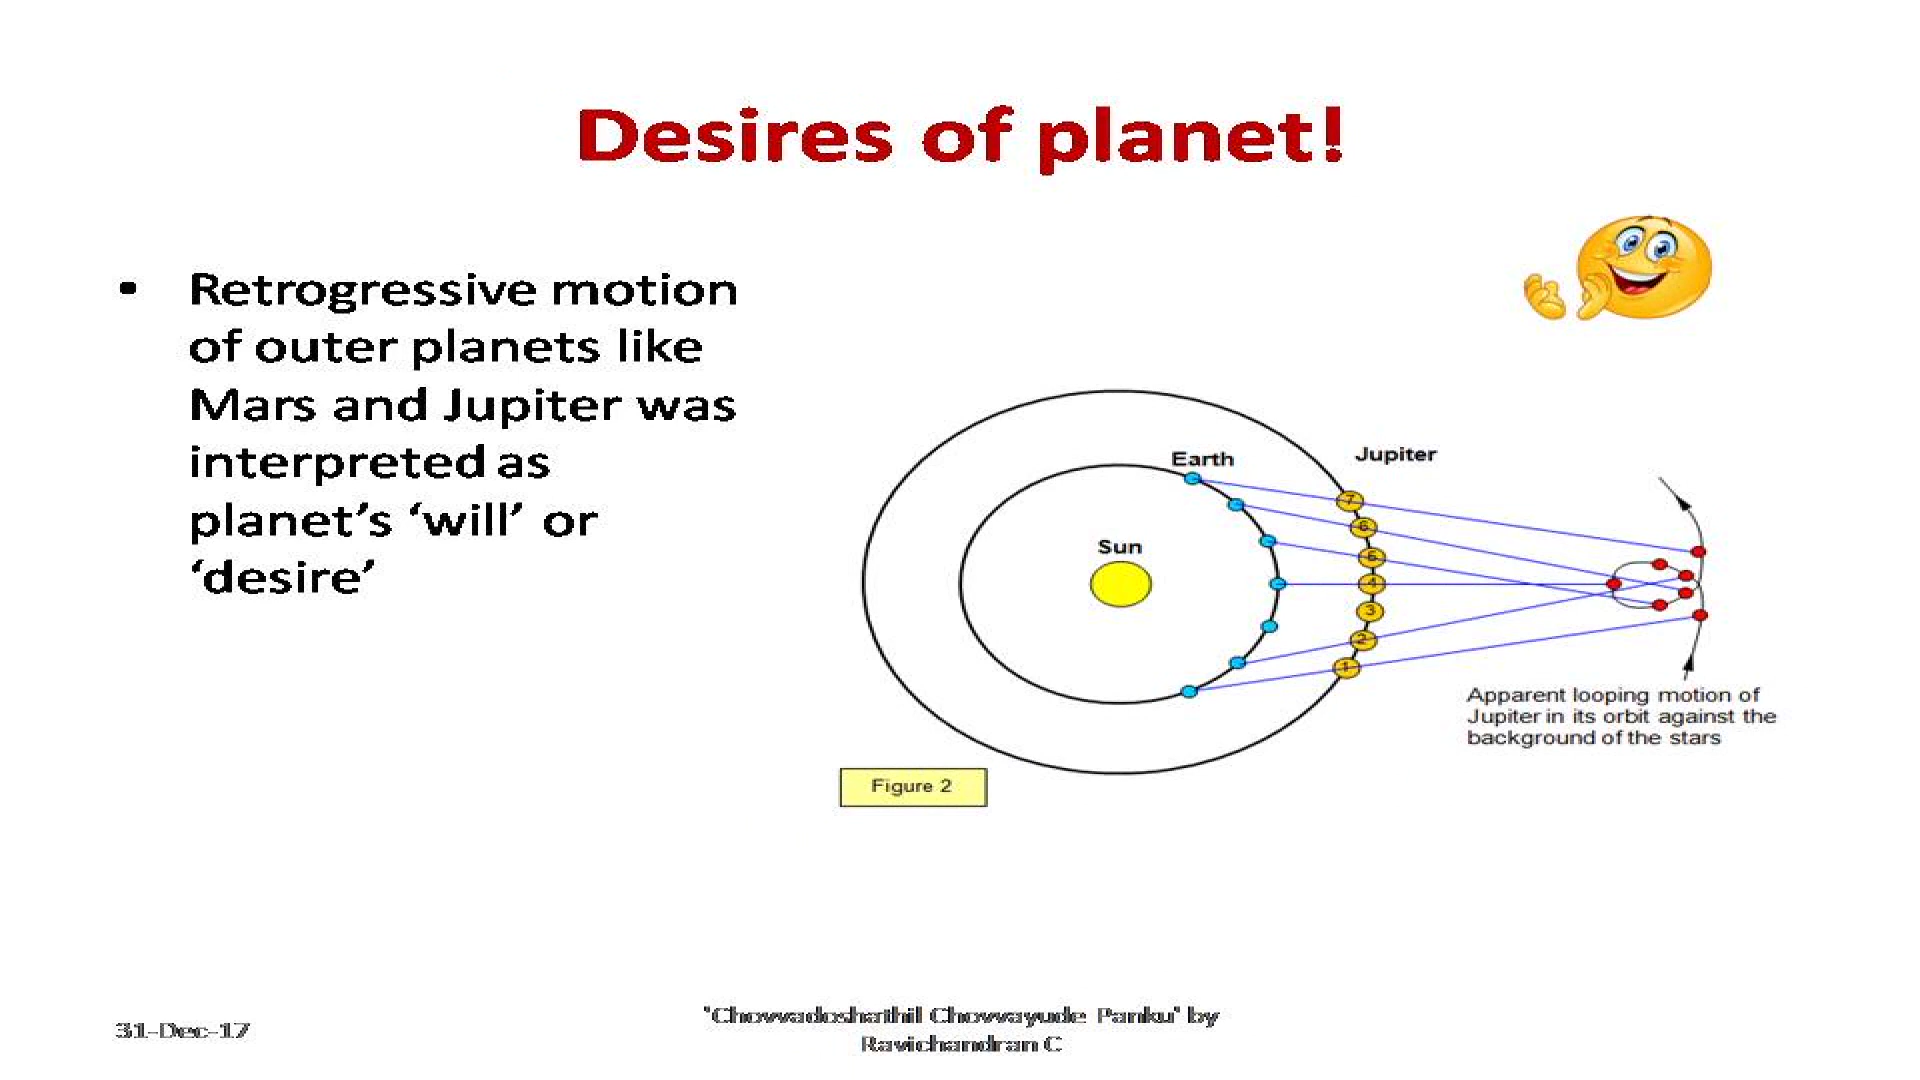 Desires of planet!
• Retrogressive motion
of outer planets like
Mars and Jupiter was
interpreted as
planet’s ‘will’ or
‘desire’
Earth
Jupiter
Sun
7
6
5
4
3
2
1
Apparent looping motion of
Jupiter in its orbit against the
background of the stars
Figure 2
31-Dec-17
'Chowwadoshathil Chowwayude Panku' by
Ravichandran C